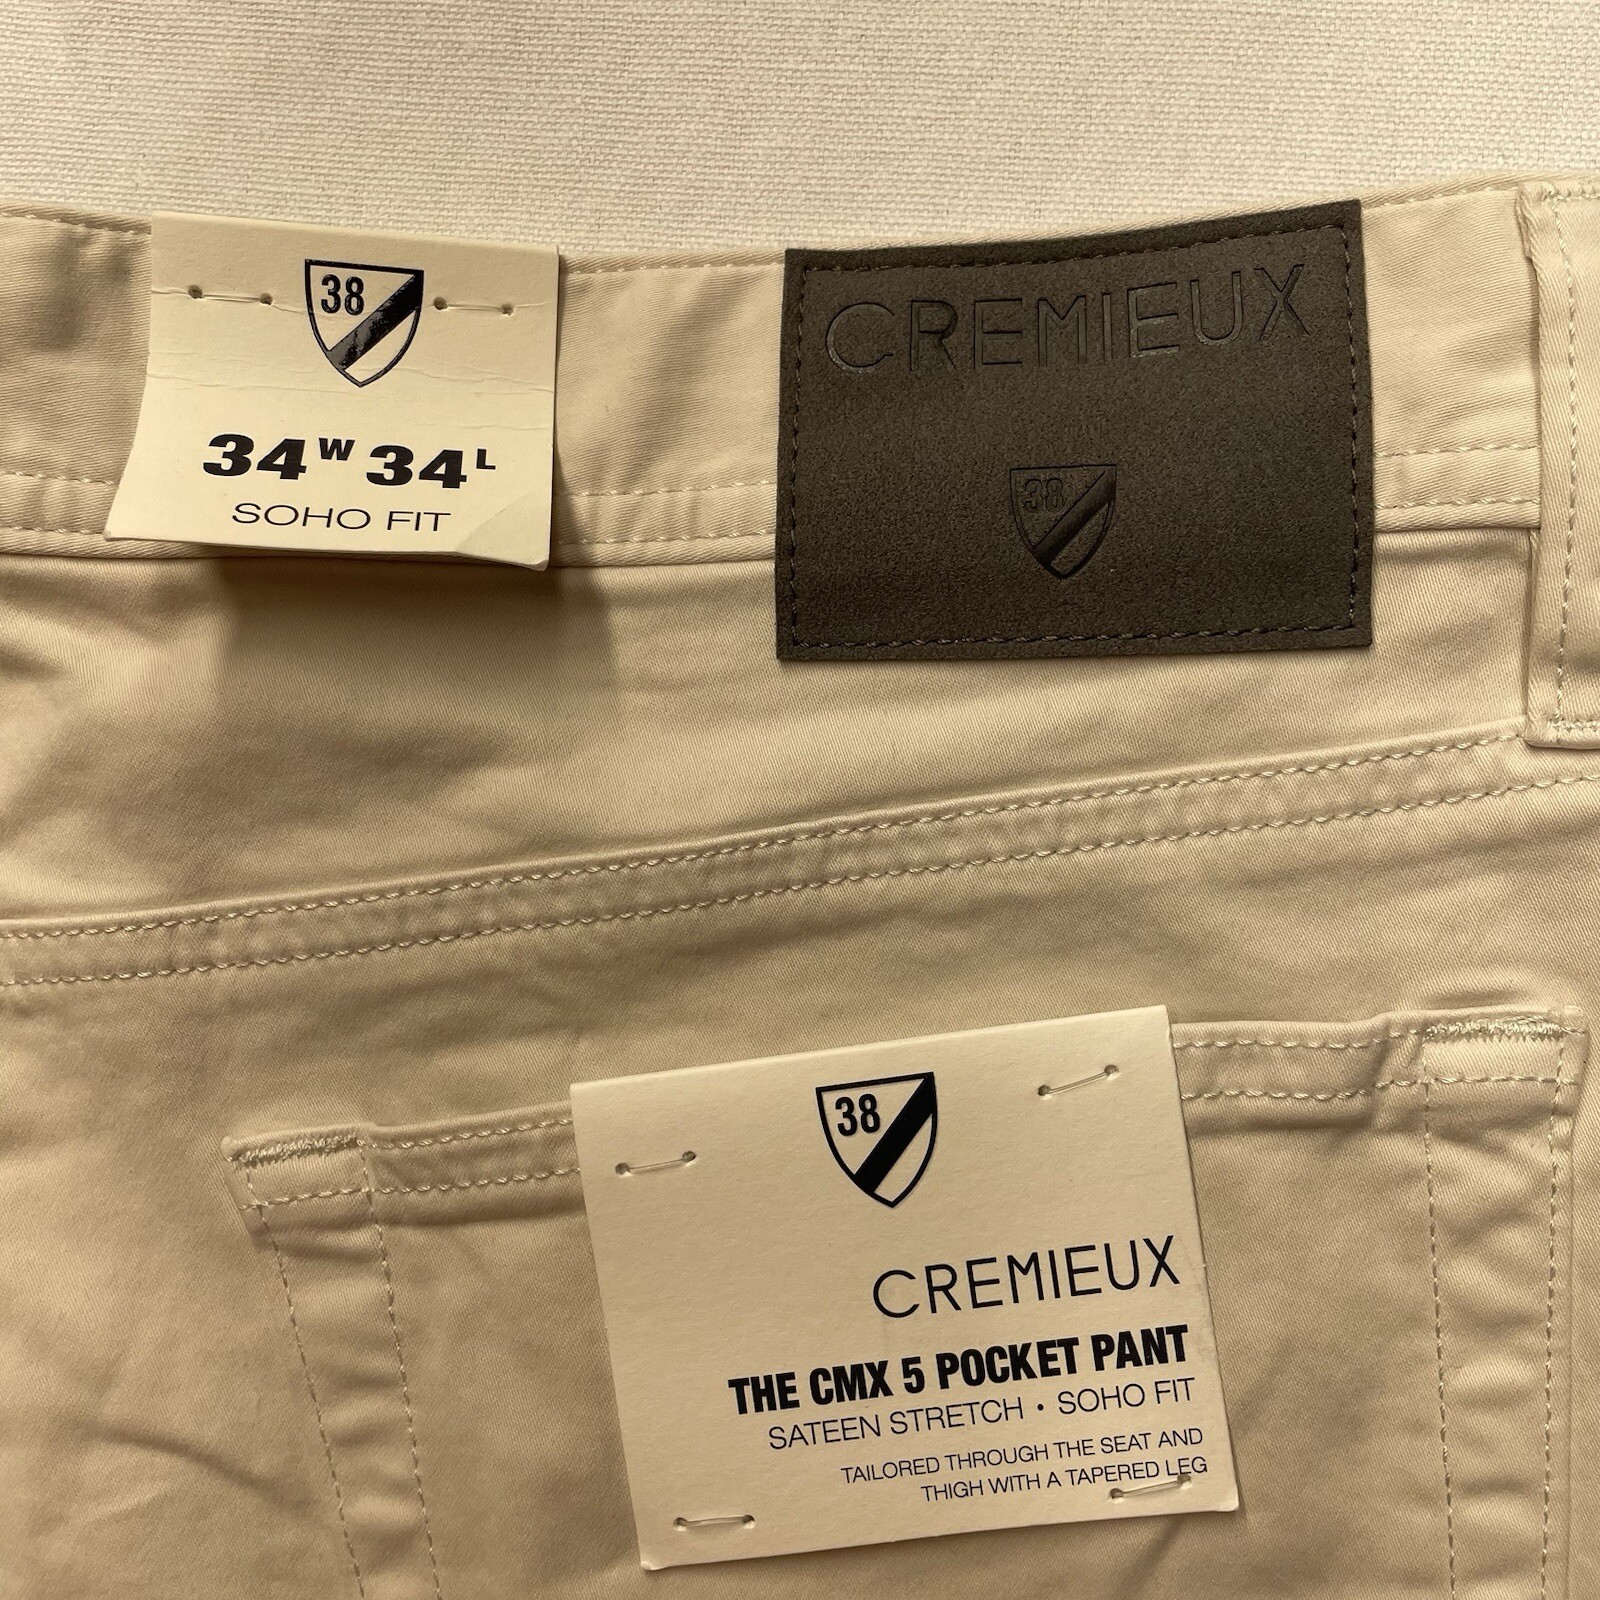 38
34W 34L
SOHO FIT
CREMIEUX
38
38
CREMIEUX
THE CMX 5 POCKET PANT
SATEEN STRETCH • SOHO FIT
TAILORED THROUGH THE SEAT AND
THIGH WITH A TAPERED LEG